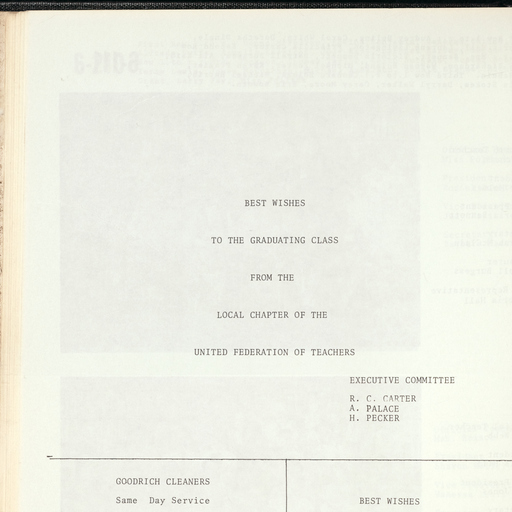 BEST WISHES
TO THE GRADUATING CLASS
FROM THE
LOCAL CHAPTER OF THE
UNITED FEDERATION OF TEACHERS
EXECUTIVE COMMITTEE
R. C. CARTER
A. PALACE
H. PECKER
GOODRICH CLEANERS
Same Day Service
BEST WISHES